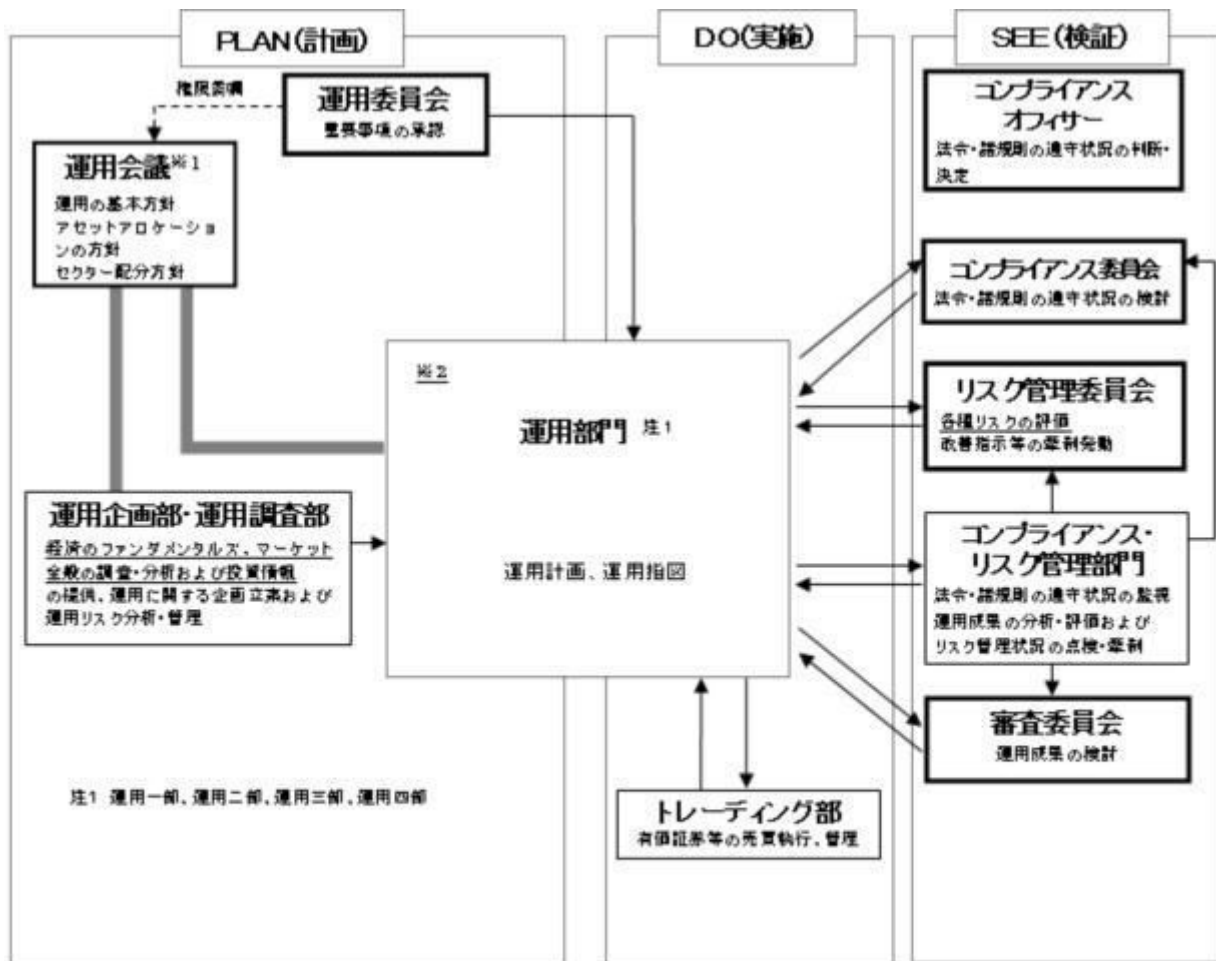 PLAN(計画)
権限委嘱
運用委員会
重要事項の承認
運用会議※1
運用の基本方針
アセットアロケーショ
ンの方針
セクター配分方針
運用企画部・運用調査部
経済のファンダメンタルズ、マーケット
全般の調査・分析および投資情報
の提供、運用に関する企画立案および
運用リスク分析・管理
注1 運用一部、運用二部、運用三部、運用四部
DO(実施)
※2
運用部門 注1
運用計画、運用指図
トレーディング部
有価証券等の売買執行、管理
SEE(検証)
コンプライアンス
オフィサー
法令・諸規則の遵守状況の判断・
決定
コンプライアンス委員会
法令・諸規則の遵守状況の検討
リスク管理委員会
各種リスクの評価
改善指示等の牽制発動
コンプライアンス・
リスク管理部門
法令・諸規則の遵守状況の監視
運用成果の分析・評価および
リスク管理状況の点検・牽制
審査委員会
運用成果の検討